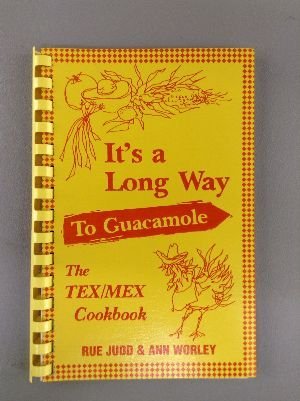 It's a
Long Way
To Guacamole
The
TEX/MEX
Cookbook
RUE JUDD & ANN WORLEY